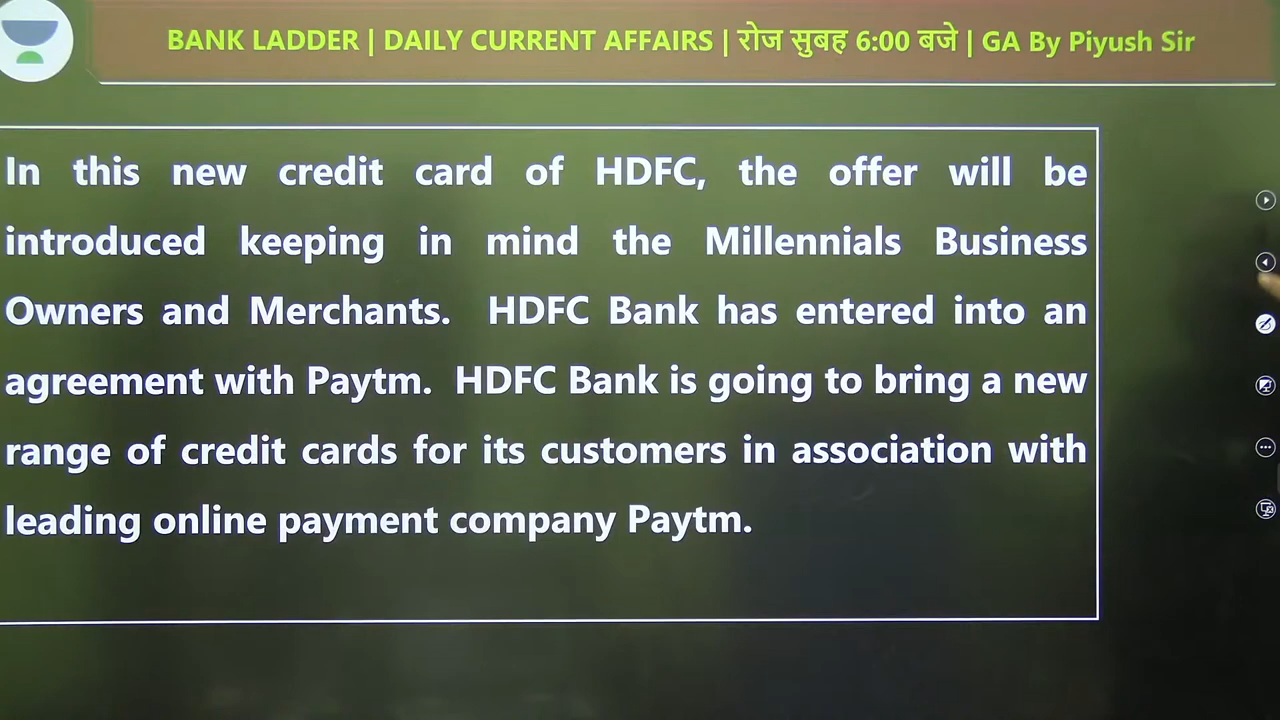 BANK LADDER | DAILY CURRENT AFFAIRS | रोज सुबह 6:00 बजे | GA By Piyush Sir
In this new credit card of HDFC, the offer will be
introduced keeping in mind the Millennials Business
Owners and Merchants. HDFC Bank has entered into an
agreement with Paytm. HDFC Bank is going to bring a new
range of credit cards for its customers in association with
leading online payment company Paytm.